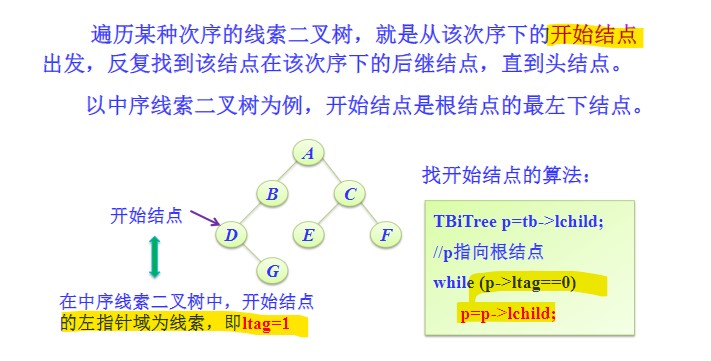 遍历某种次序的线索二叉树，就是从该次序下的开始结点
出发，反复找到该结点在该次序下的后继结点，直到头结点。
以中序线索二叉树为例，开始结点是根结点的最左下结点。
A
B
C
D
E
F
G
开始结点
在中序线索二叉树中，开始结点
的左指针域为线索，即ltag=1
找开始结点的算法：
TBiTree p=tb->lchild;
//p指向根结点
while (p->ltag==0)
p=p->lchild;